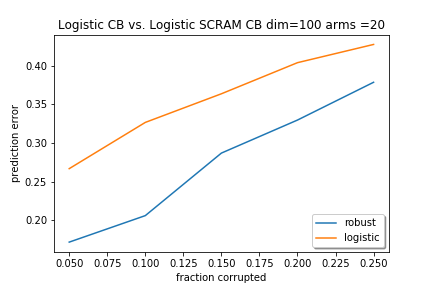 Logistic CB vs. Logistic SCRAM CB dim=100 arms =20
prediction error
0.40
0.35
0.30
0.25
0.20
0.050 0.075 0.100 0.125 0.150 0.175 0.200 0.225 0.250
fraction corrupted
robust
logistic